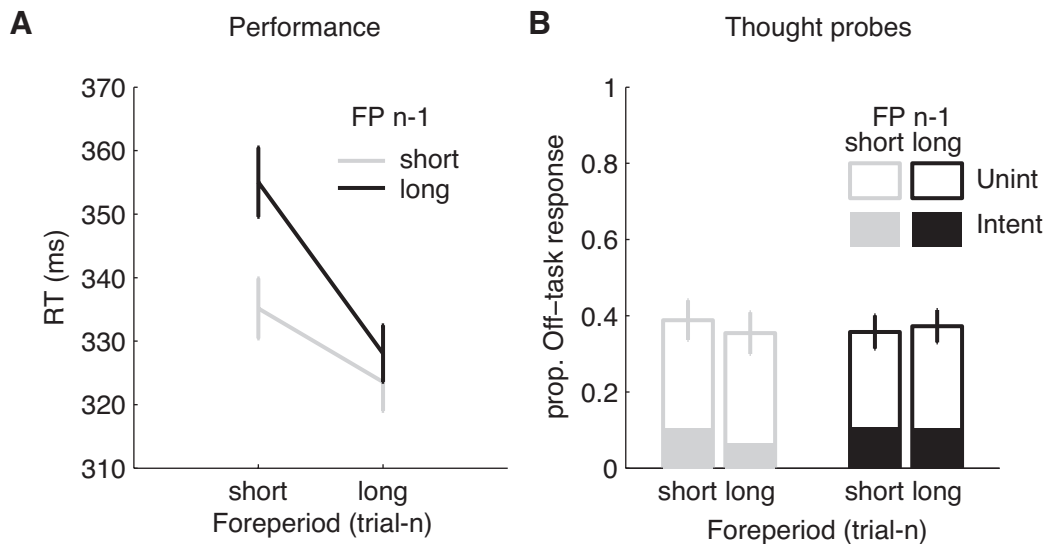 A
Performance
370
360
350
340
330
320
310
RT (ms)
FP n-1
short
long
short long
Foreperiod (trial-n)
B
Thought probes
1
0.8
0.6
0.4
0.2
0
prop. Off−task response
FP n-1
short long
Unint
Intent
short long short long
Foreperiod (trial-n)